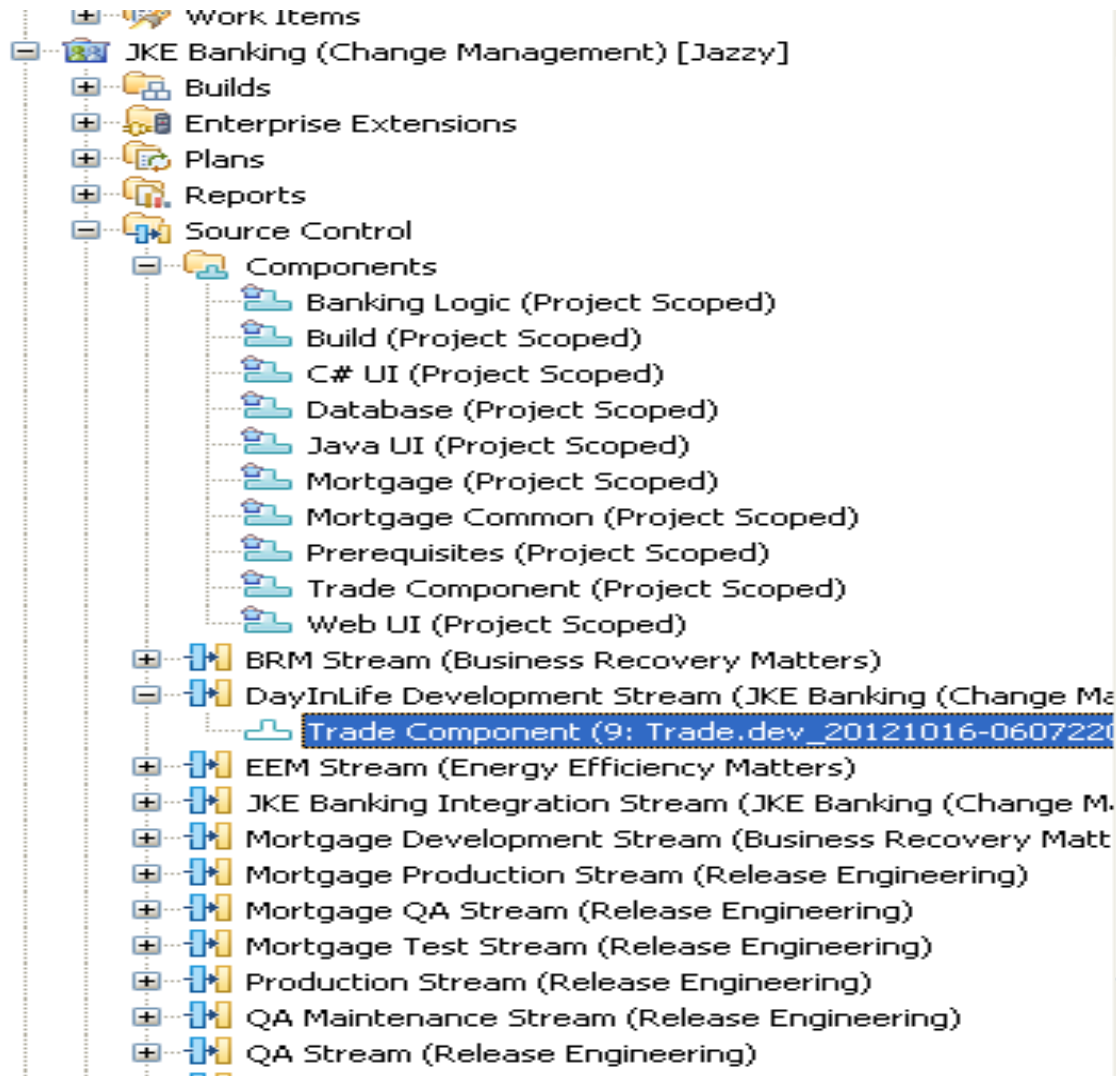 Work Items
JKE Banking (Change Management) [Jazzy]
Builds
Enterprise Extensions
Plans
Reports
Source Control
Components
Banking Logic (Project Scoped)
Build (Project Scoped)
C# UI (Project Scoped)
Database (Project Scoped)
Java UI (Project Scoped)
Mortgage (Project Scoped)
Mortgage Common (Project Scoped)
Prerequisites (Project Scoped)
Trade Component (Project Scoped)
Web UI (Project Scoped)
BRM Stream (Business Recovery Matters)
DayInLife Development Stream (JKE Banking (Change Ma
Trade Component (9: Trade.dev_20121016-0607220
EEM Stream (Energy Efficiency Matters)
JKE Banking Integration Stream (JKE Banking (Change M
Mortgage Development Stream (Business Recovery Matt
Mortgage Production Stream (Release Engineering)
Mortgage QA Stream (Release Engineering)
Mortgage Test Stream (Release Engineering)
Production Stream (Release Engineering)
QA Maintenance Stream (Release Engineering)
QA Stream (Release Engineering)